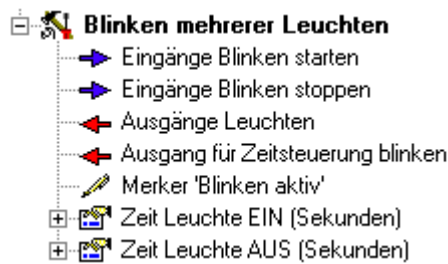 Blinken mehrerer Leuchten
Eingänge Blinken starten
Eingänge Blinken stoppen
Ausgänge Leuchten
Ausgang für Zeitsteuerung blinken
Merker 'Blinken aktiv'
Zeit Leuchte EIN (Sekunden)
Zeit Leuchte AUS (Sekunden)